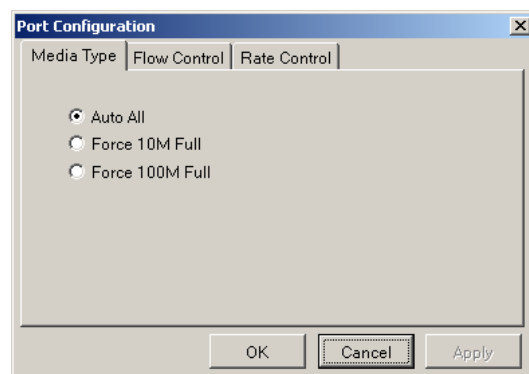 Port Configuration
Media Type Flow Control Rate Control
Auto All
Force 10M Full
Force 100M Full
OK Cancel Apply